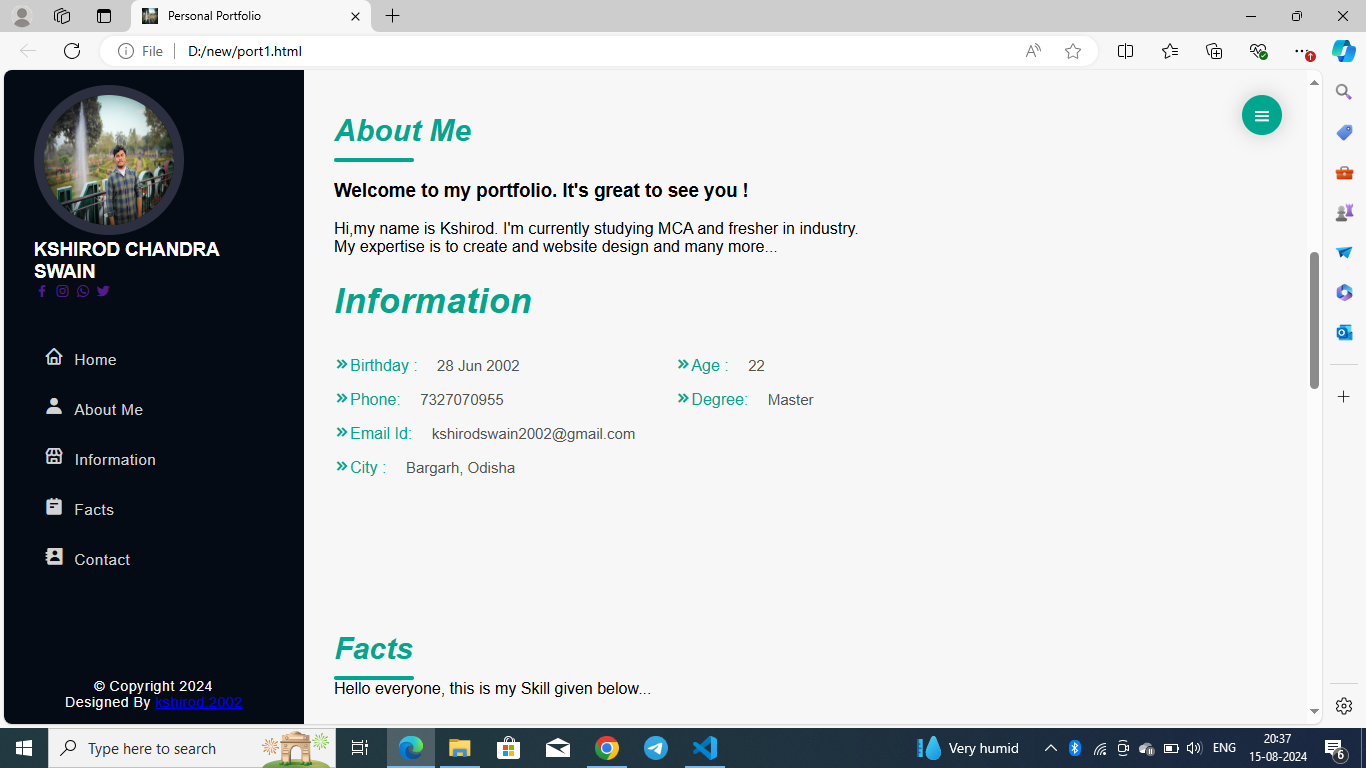 Personal Portfolio
File
D:/new/port1.html
KSHIROD CHANDRA
SWAIN
Home
About Me
Information
Facts
Contact
© Copyright 2024
Designed By kshirod.2002
About Me
Welcome to my portfolio. It's great to see you !
Hi,my name is Kshirod. I'm currently studying MCA and fresher in industry.
My expertise is to create and website design and many more...
Information
Birthday : 28 Jun 2002
Age : 22
Phone: 7327070955
Degree: Master
Email Id: kshirodswain2002@gmail.com
City : Bargarh, Odisha
Facts
Hello everyone, this is my Skill given below...
Type here to search
Very humid
ENG
20:37
15-08-2024
6